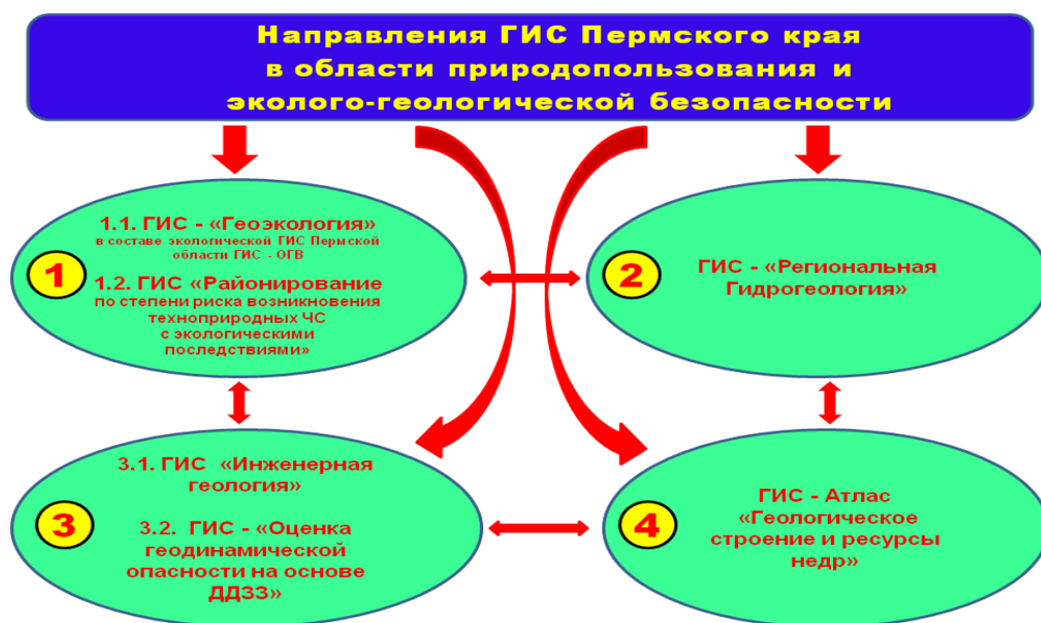 Направления ГИС Пермского края
в области природопользования и
эколого-геологической безопасности
1
1.1. ГИС - «Геоэкология»
в составе экологической ГИС Пермской
области ГИС - ОГВ
1.2. ГИС «Районирование
по степени риска возникновения
техноприродных ЧС
с экологическими
последствиями»
2
ГИС - «Региональная
Гидрогеология»
3
3.1. ГИС «Инженерная
геология»
3.2. ГИС - «Оценка
геодинамической
опасности на основе
ДДЗЗ»
4
ГИС - Атлас
«Геологическое
строение и ресурсы
недр»